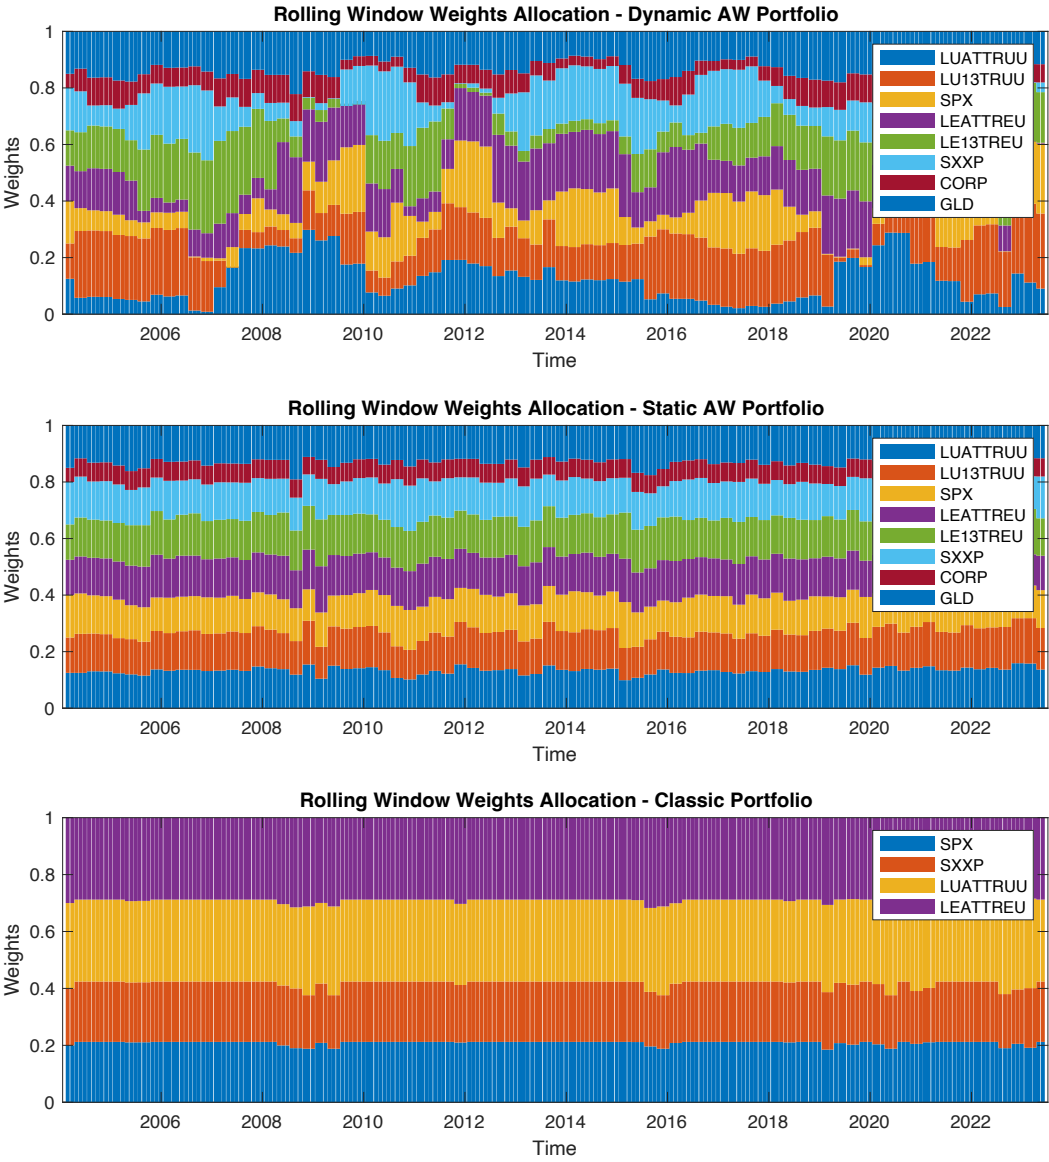 Rolling Window Weights Allocation - Dynamic AW Portfolio
1
0.8
0.6
0.4
0.2
0
Weights
LUATTRUU
LU13TRUU
SPX
LEATTREU
LE13TREU
SXXP
CORP
GLD
2006 2008 2010 2012 2014 2016 2018 2020 2022
Time
Rolling Window Weights Allocation - Static AW Portfolio
1
0.8
0.6
0.4
0.2
0
Weights
LUATTRUU
LU13TRUU
SPX
LEATTREU
LE13TREU
SXXP
CORP
GLD
2006 2008 2010 2012 2014 2016 2018 2020 2022
Time
Rolling Window Weights Allocation - Classic Portfolio
1
0.8
0.6
0.4
0.2
0
Weights
SPX
SXXP
LUATTRUU
LEATTREU
2006 2008 2010 2012 2014 2016 2018 2020 2022
Time